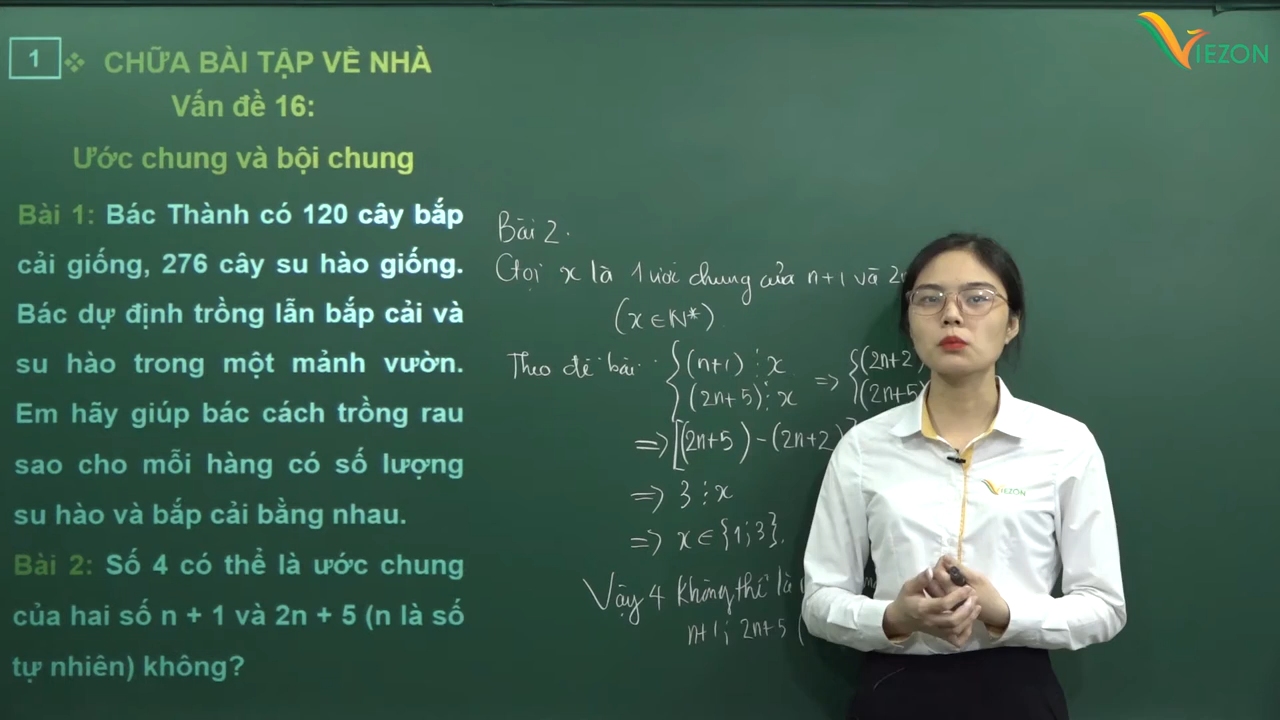 1
❖ CHỮA BÀI TẬP VỀ NHÀ
Vấn đề 16:
Ước chung và bội chung
Bài 1: Bác Thành có 120 cây bắp
cải giống, 276 cây su hào giống.
Bác dự định trồng lẫn bắp cải và
su hào trong một mảnh vườn.
Em hãy giúp bác cách trồng rau
sao cho mỗi hàng có số lượng
su hào và bắp cải bằng nhau.
Bài 2: Số 4 có thể là ước chung
của hai số n + 1 và 2n + 5 (n là số
tự nhiên) không?
Bài 2.
Gọi x là 1 ước chung của n+1 và
(x ∈ N*)
Theo đề bài: { (n+1) ⋮ x => { (2n+2
(2n+5) ⋮ x (2n+5)
=> [(2n+5) - (2n+2)
=> 3 ⋮ x
=> x ∈ {1; 3}.
Vậy 4 không thể là
n+1; 2n+5 (
VIEZON
VIEZON